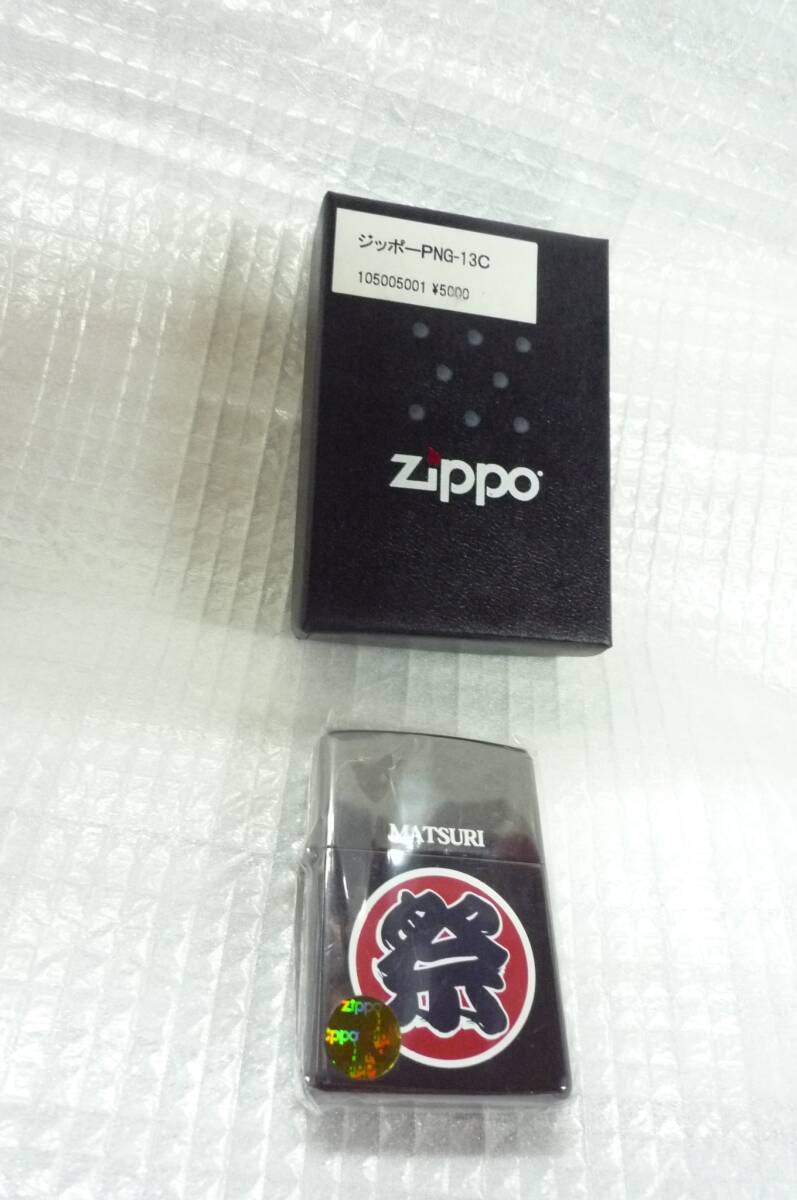 ジッポーPNG-13C
105005001 ¥5000
zippo
MATSURI
祭
zippo
zippo